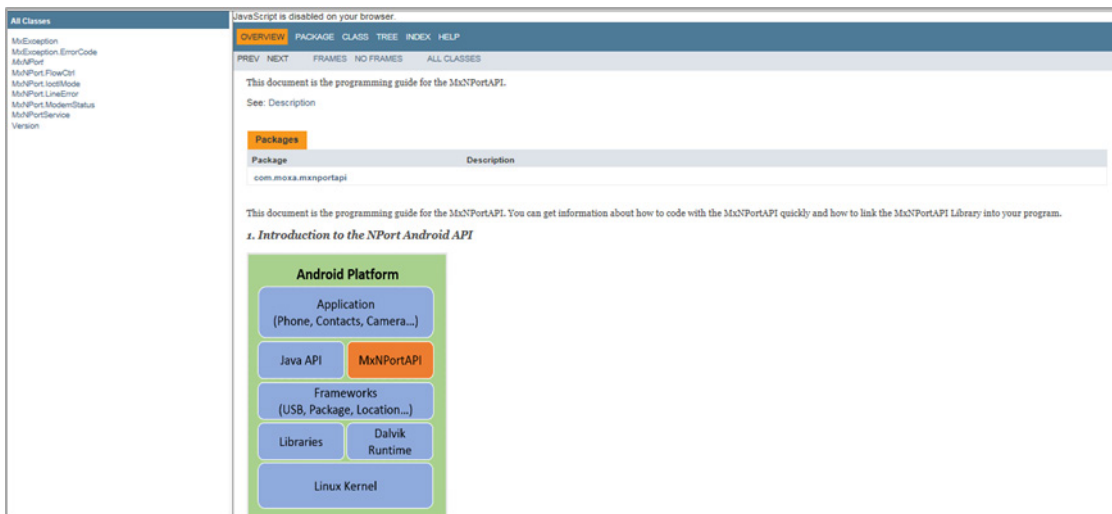 All Classes
MxException
MxException.ErrorCode
MxNPort
MxNPort.FlowCtrl
MxNPort.IoctlMode
MxNPort.LineError
MxNPort.ModemStatus
MxNPortService
Version
JavaScript is disabled on your browser.
OVERVIEW PACKAGE CLASS TREE INDEX HELP
PREV NEXT FRAMES NO FRAMES ALL CLASSES
This document is the programming guide for the MxNPortAPI.
See: Description
Packages
Package Description
com.moxa.mxnportapi
This document is the programming guide for the MxNPortAPI. You can get information about how to code with the MxNPortAPI quickly and how to link the MxNPortAPI Library into your program.
1. Introduction to the NPort Android API
Android Platform
Application
(Phone, Contacts, Camera...)
Java API MxNPortAPI
Frameworks
(USB, Package, Location...)
Libraries Dalvik
Runtime
Linux Kernel